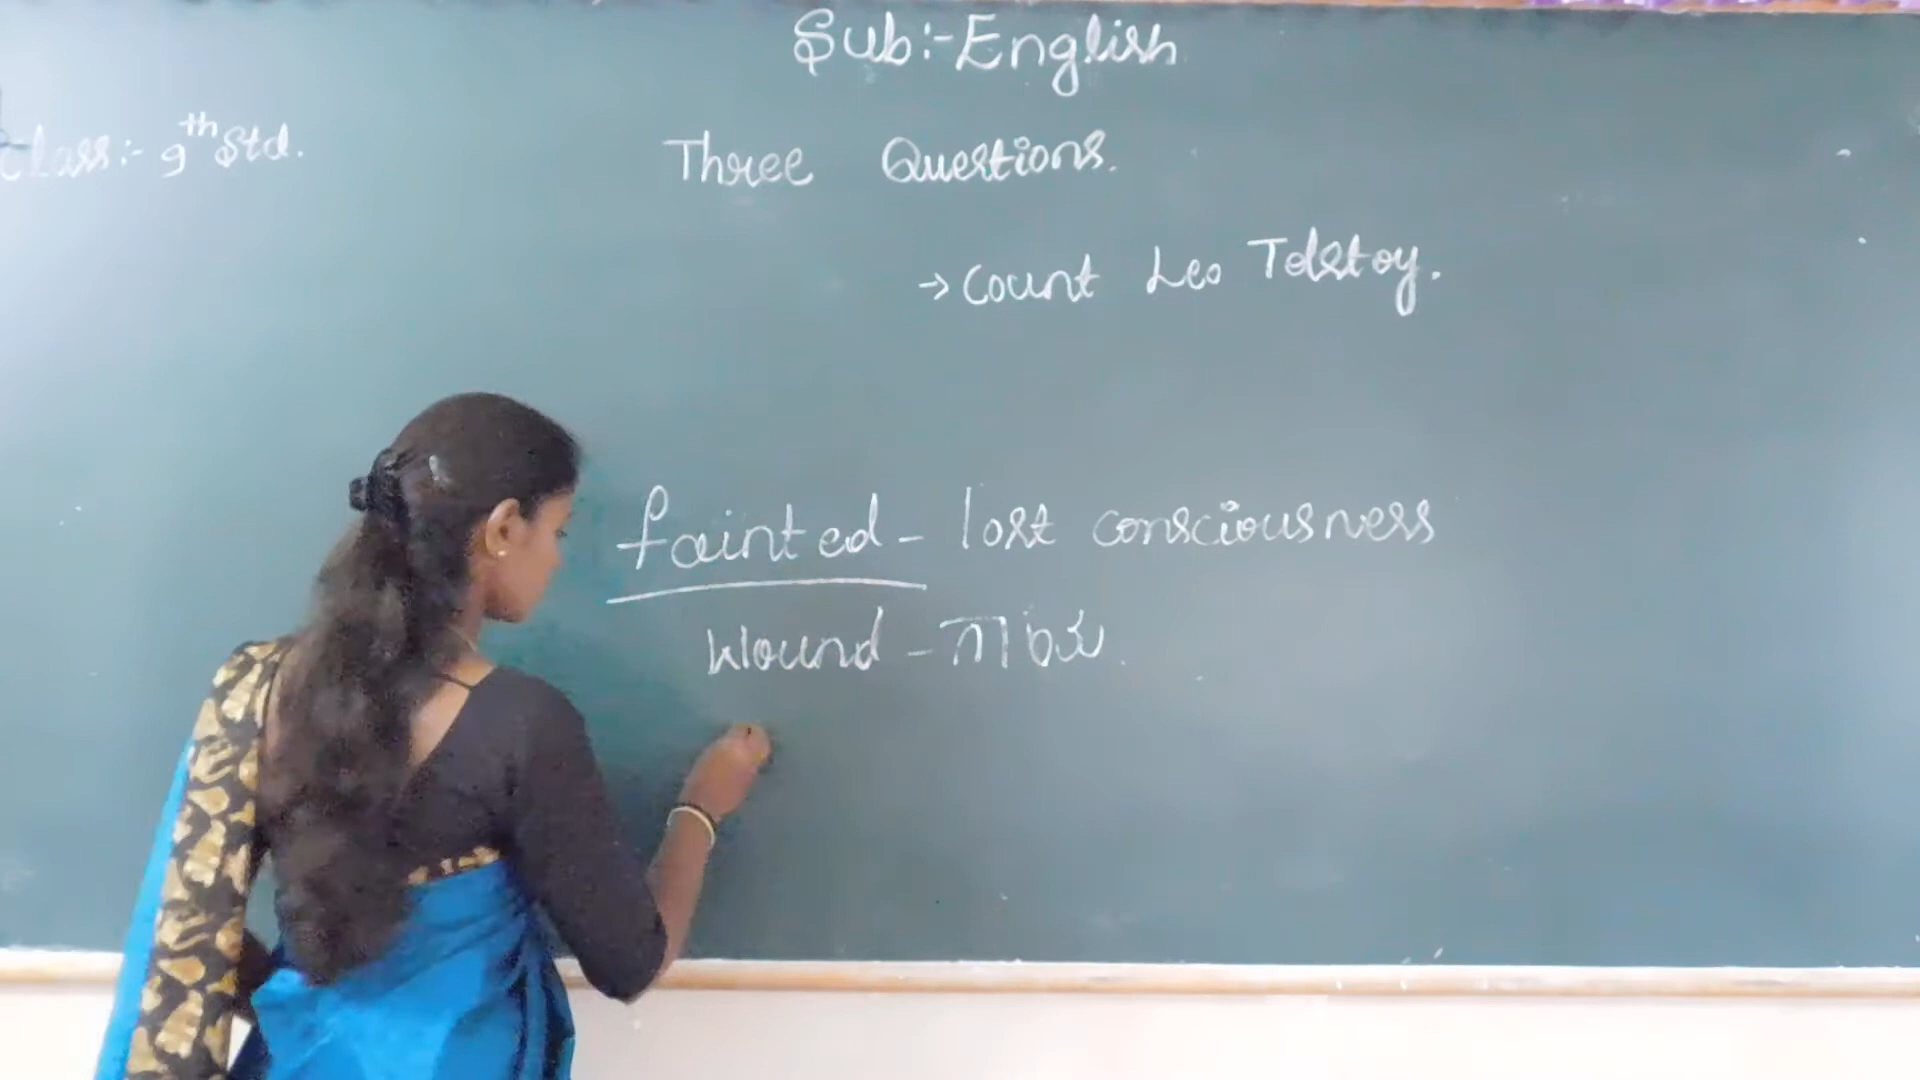 Sub:- English
Class:- 9th Std.
Three Questions.
→ Count Leo Tolstoy.
fainted - lost consciousness
Wound - ಗಾಯ.